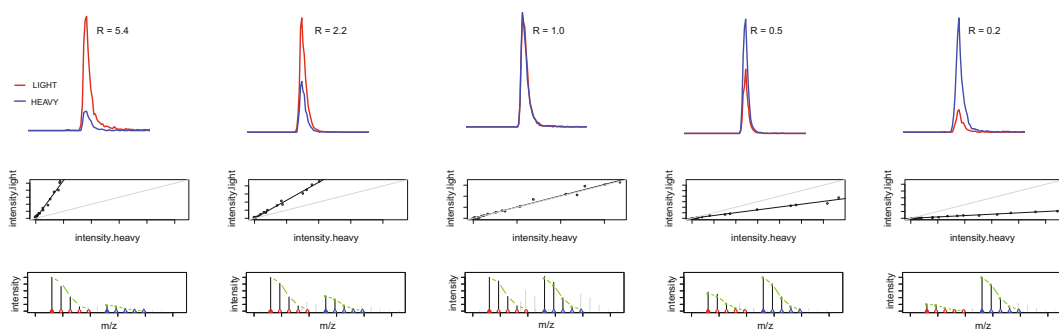 R = 5.4
R = 2.2
R = 1.0
R = 0.5
R = 0.2
LIGHT
HEAVY
intensity.light
intensity.light
intensity.light
intensity.light
intensity.light
intensity.heavy
intensity.heavy
intensity.heavy
intensity.heavy
intensity.heavy
intensity
intensity
intensity
intensity
intensity
m/z
m/z
m/z
m/z
m/z